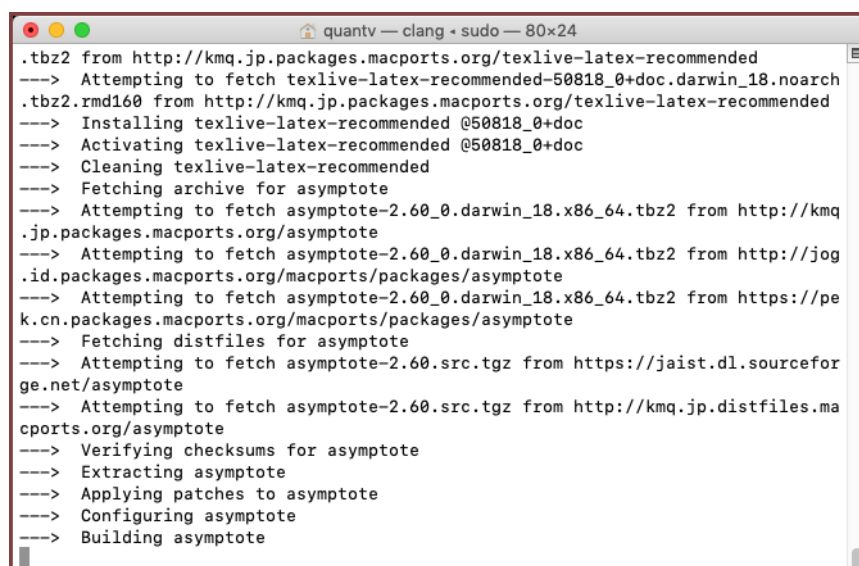 quantv — clang ◂ sudo — 80×24
.tbz2 from http://kmq.jp.packages.macports.org/texlive-latex-recommended
--->  Attempting to fetch texlive-latex-recommended-50818_0+doc.darwin_18.noarch
.tbz2.rmd160 from http://kmq.jp.packages.macports.org/texlive-latex-recommended
--->  Installing texlive-latex-recommended @50818_0+doc
--->  Activating texlive-latex-recommended @50818_0+doc
--->  Cleaning texlive-latex-recommended
--->  Fetching archive for asymptote
--->  Attempting to fetch asymptote-2.60_0.darwin_18.x86_64.tbz2 from http://kmq
.jp.packages.macports.org/asymptote
--->  Attempting to fetch asymptote-2.60_0.darwin_18.x86_64.tbz2 from http://jog
.id.packages.macports.org/macports/packages/asymptote
--->  Attempting to fetch asymptote-2.60_0.darwin_18.x86_64.tbz2 from https://pe
k.cn.packages.macports.org/macports/packages/asymptote
--->  Fetching distfiles for asymptote
--->  Attempting to fetch asymptote-2.60.src.tgz from https://jaist.dl.sourcefor
ge.net/asymptote
--->  Attempting to fetch asymptote-2.60.src.tgz from http://kmq.jp.distfiles.ma
cports.org/asymptote
--->  Verifying checksums for asymptote
--->  Extracting asymptote
--->  Applying patches to asymptote
--->  Configuring asymptote
--->  Building asymptote